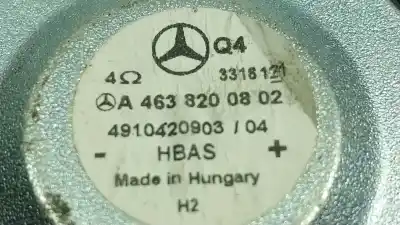 Q4
4Ω 3316121
A 463 820 08 02
4910420903 / 04
- HBAS +
Made in Hungary
H2